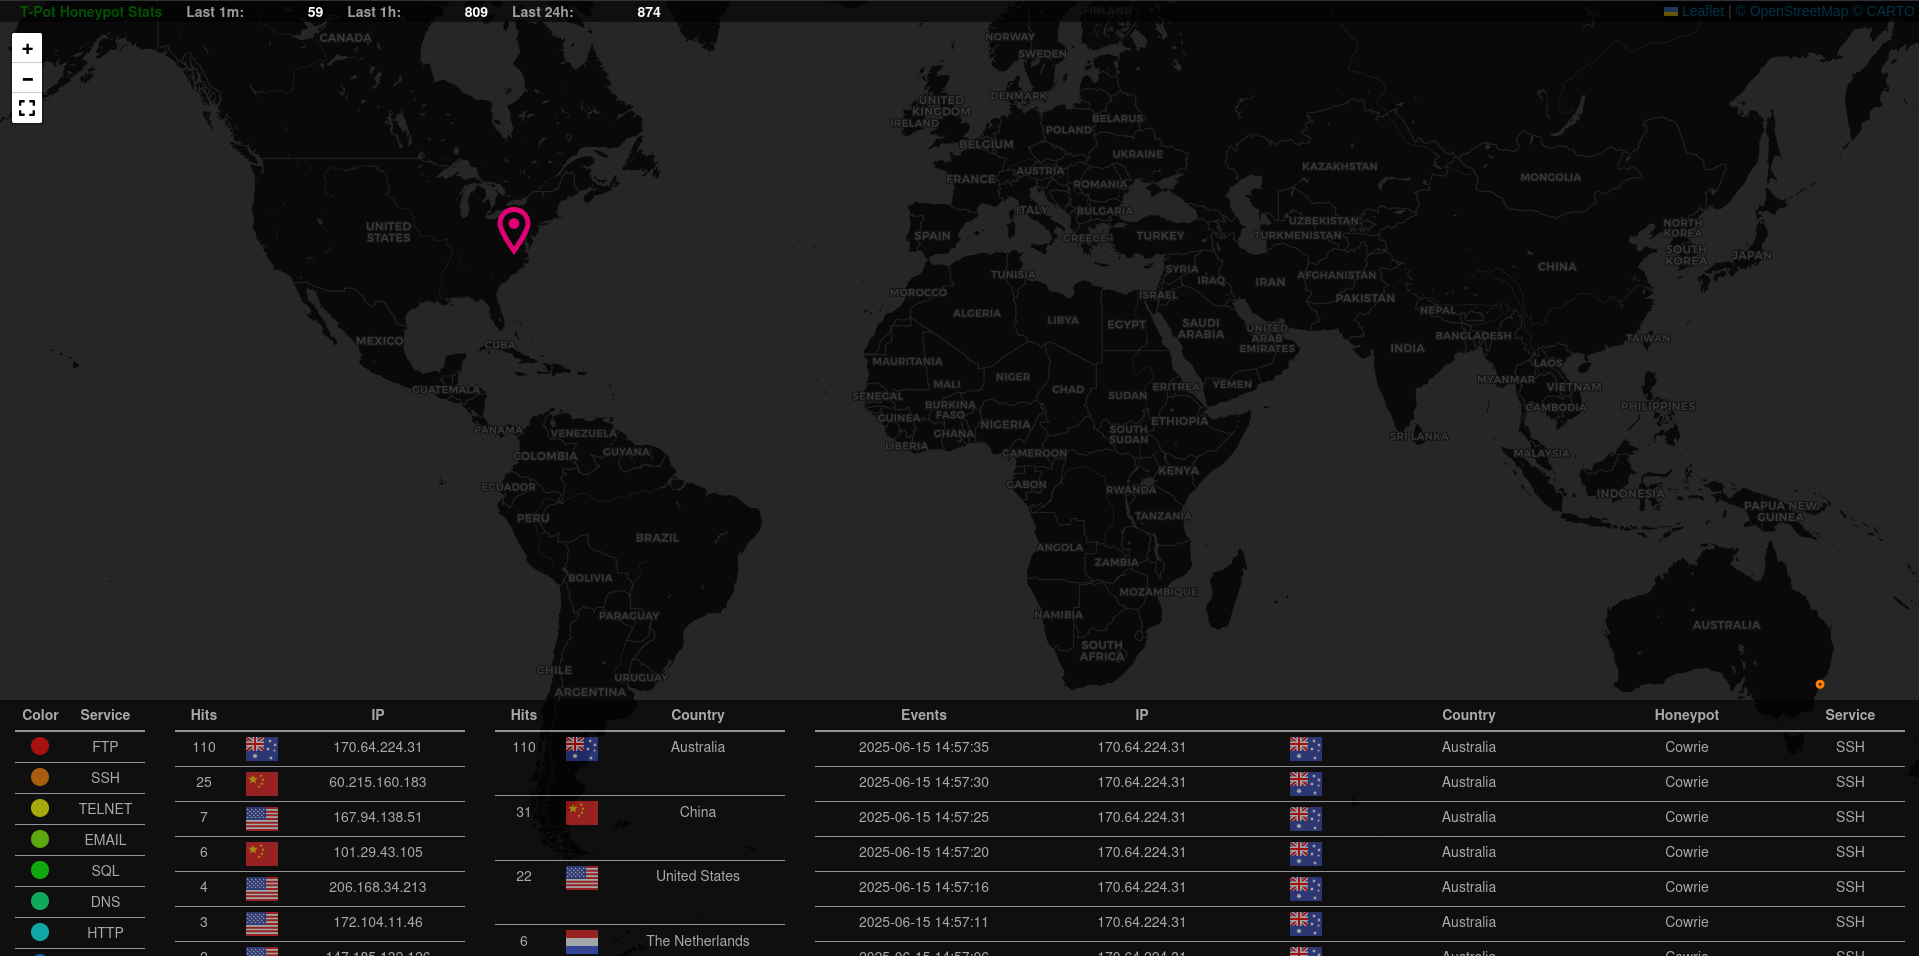 T-Pot Honeypot Stats Last 1m: 59 Last 1h: 809 Last 24h: 874
Leaflet | © OpenStreetMap © CARTO
+
−
FINLAND
CANADA
NORWAY
SWEDEN
DENMARK
UNITED
KINGDOM
IRELAND
BELARUS
POLAND
BELGIUM
UKRAINE
KAZAKHSTAN
AUSTRIA
FRANCE
MONGOLIA
ROMANIA
ITALY
BULGARIA
UZBEKISTAN
UNITED
STATES
SPAIN
GREECE
TURKEY
TURKMENISTAN
NORTH
KOREA
SOUTH
KOREA
JAPAN
CHINA
TUNISIA
SYRIA
IRAQ
IRAN
AFGHANISTAN
MOROCCO
ISRAEL
PAKISTAN
NEPAL
ALGERIA
LIBYA
EGYPT
SAUDI
ARABIA
UNITED
ARAB
EMIRATES
BANGLADESH
TAIWAN
MEXICO
CUBA
INDIA
MAURITANIA
LAOS
GUATEMALA
MALI
NIGER
CHAD
SUDAN
ERITREA
YEMEN
MYANMAR
VIETNAM
SENEGAL
BURKINA
FASO
CAMBODIA
PHILIPPINES
GUINEA
NIGERIA
ETHIOPIA
PANAMA
VENEZUELA
GHANA
SOUTH
SUDAN
SRI LANKA
LIBERIA
COLOMBIA
GUYANA
CAMEROON
MALAYSIA
KENYA
ECUADOR
GABON
RWANDA
INDONESIA
PERU
TANZANIA
PAPUA NEW
GUINEA
BRAZIL
ANGOLA
ZAMBIA
BOLIVIA
MOZAMBIQUE
PARAGUAY
NAMIBIA
AUSTRALIA
SOUTH
AFRICA
CHILE
URUGUAY
ARGENTINA
Color Service
FTP
SSH
TELNET
EMAIL
SQL
DNS
HTTP
Hits IP
110 170.64.224.31
25 60.215.160.183
7 167.94.138.51
6 101.29.43.105
4 206.168.34.213
3 172.104.11.46
Hits Country
110 Australia
31 China
22 United States
6 The Netherlands
Events IP Country Honeypot Service
2025-06-15 14:57:35 170.64.224.31 Australia Cowrie SSH
2025-06-15 14:57:30 170.64.224.31 Australia Cowrie SSH
2025-06-15 14:57:25 170.64.224.31 Australia Cowrie SSH
2025-06-15 14:57:20 170.64.224.31 Australia Cowrie SSH
2025-06-15 14:57:16 170.64.224.31 Australia Cowrie SSH
2025-06-15 14:57:11 170.64.224.31 Australia Cowrie SSH